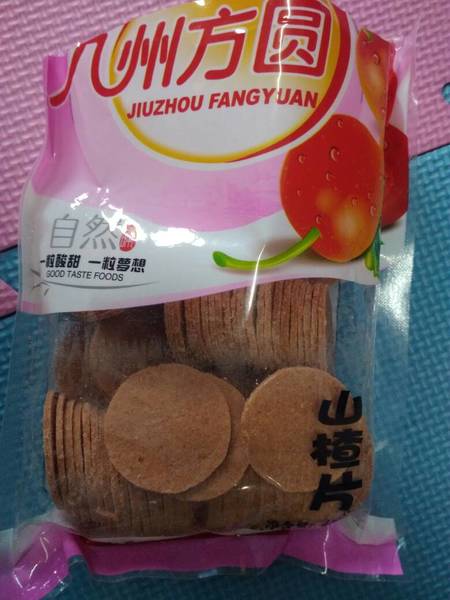 九州方圆
JIUZHOU FANGYUAN
自然
一粒酸甜 一粒夢想
GOOD TASTE FOODS
山楂片